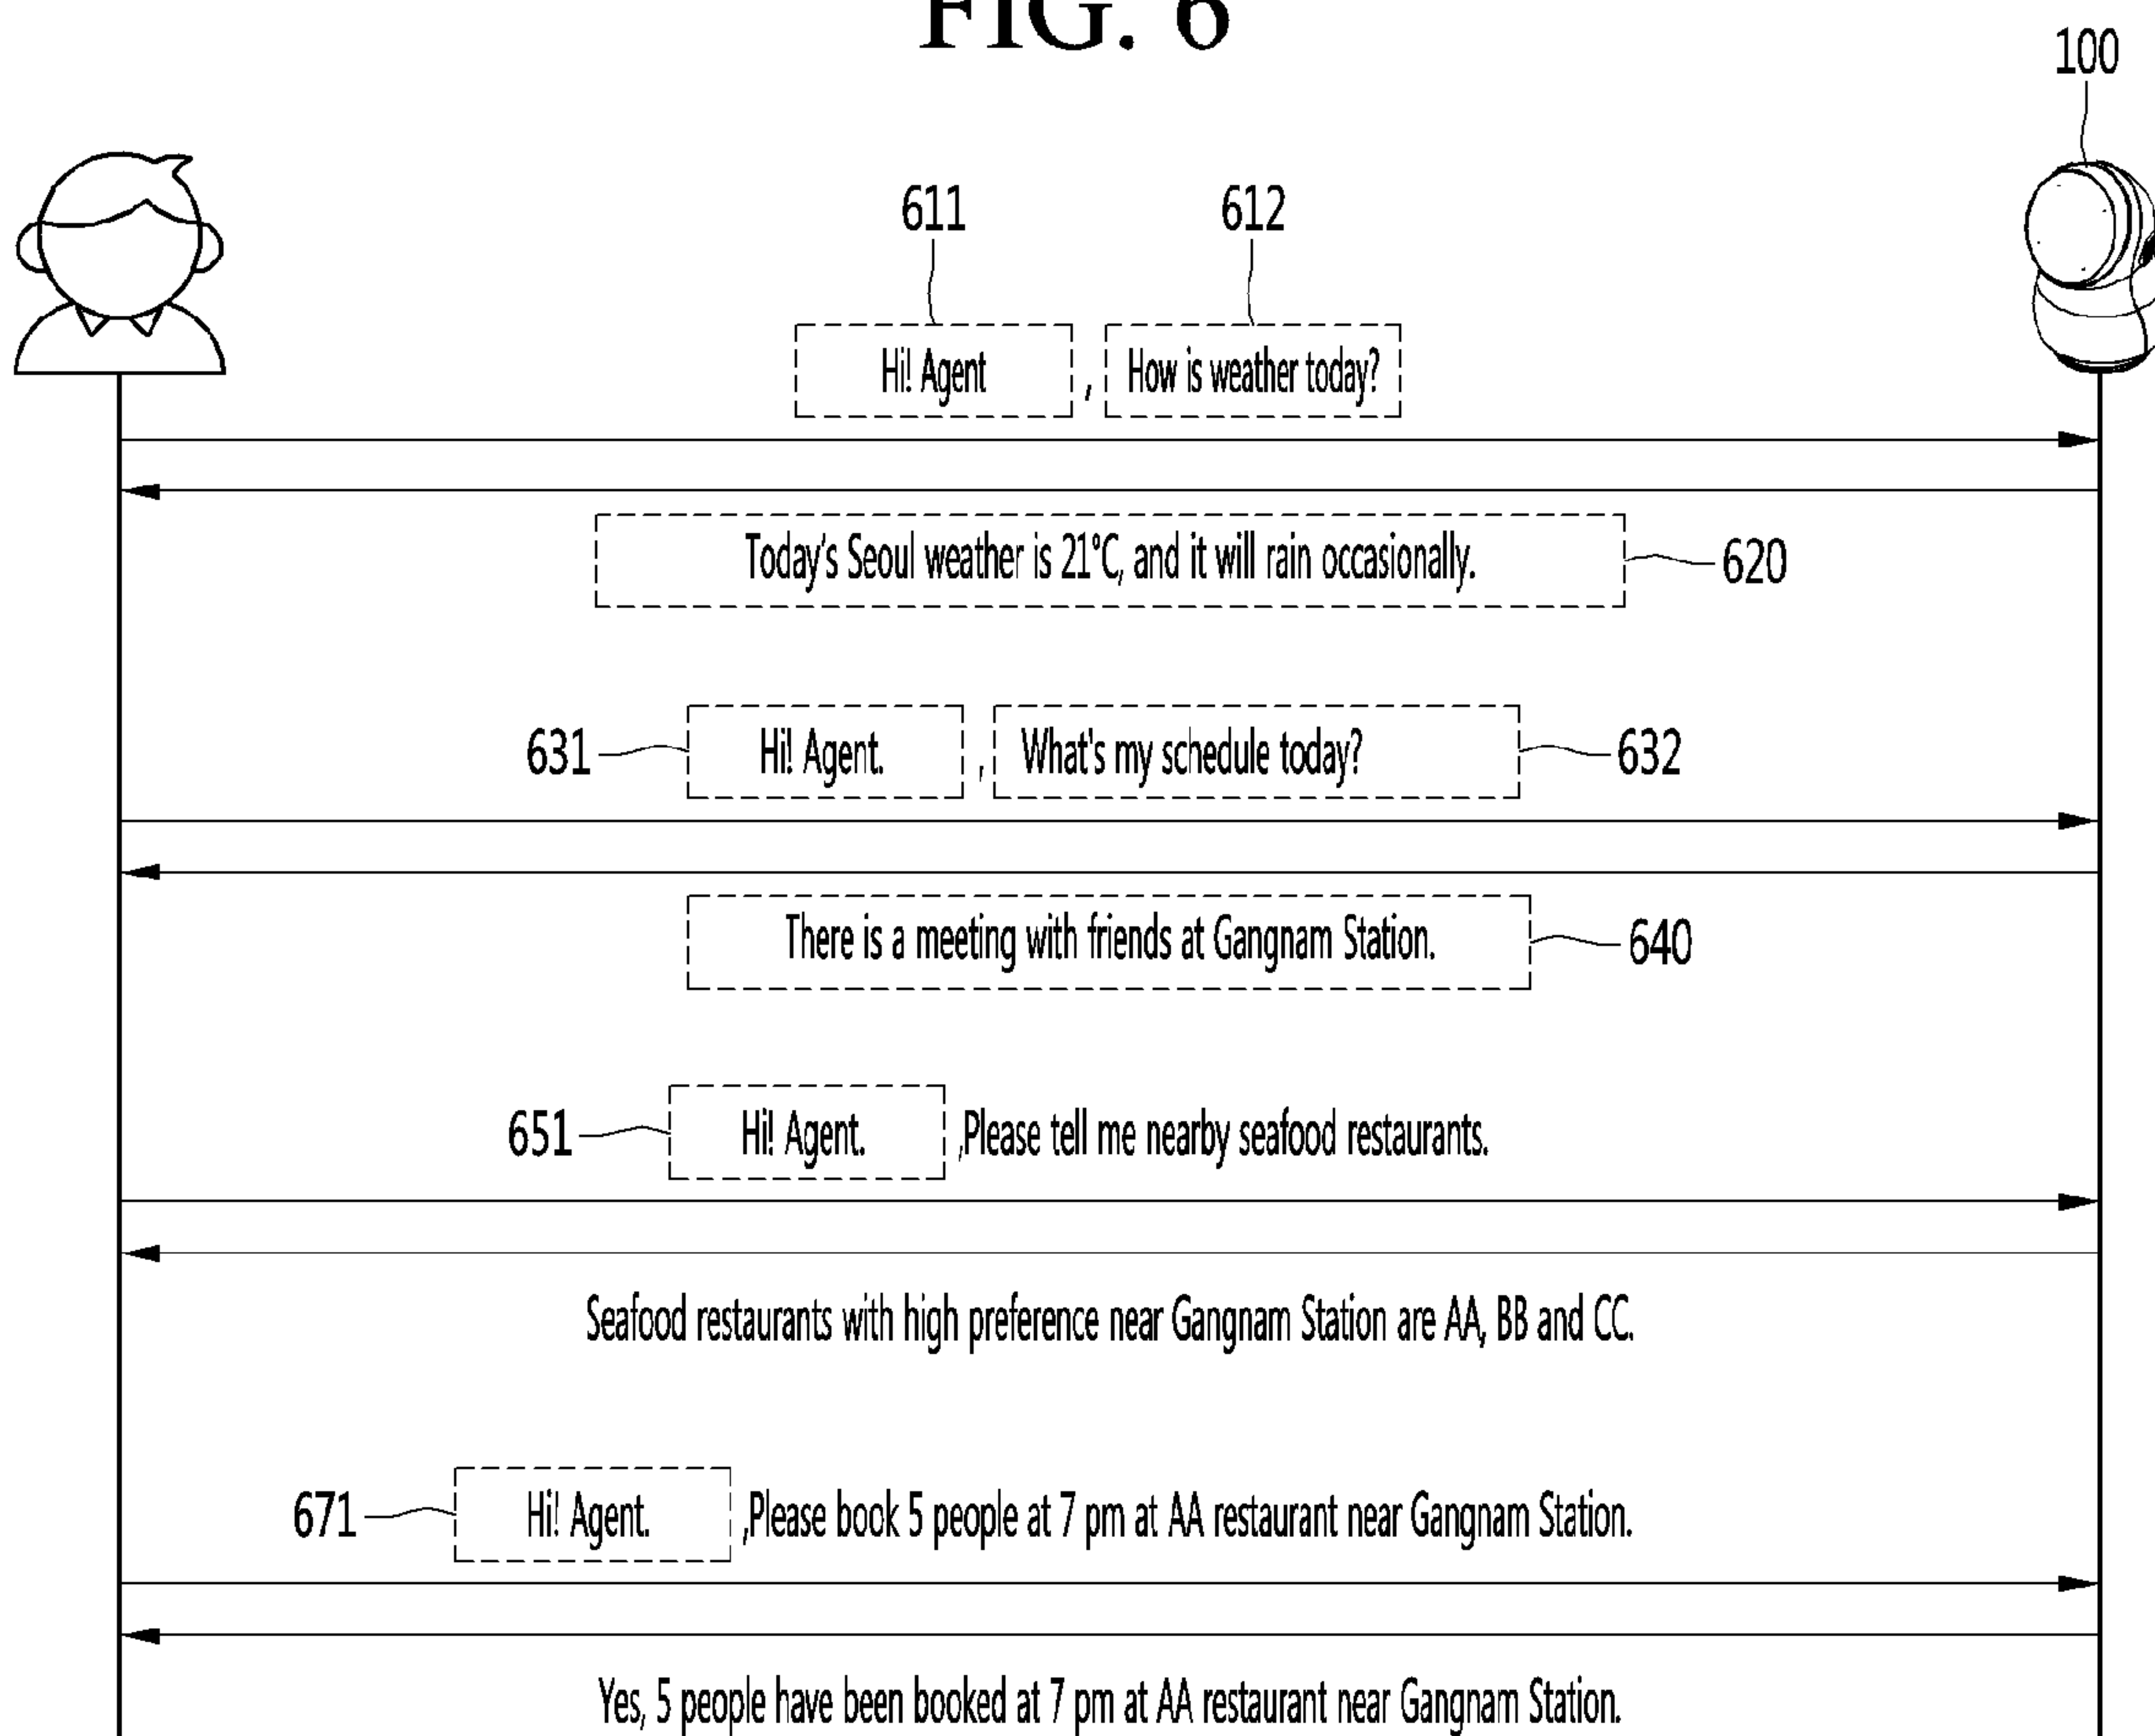 FIG. 6
100
611 612
Hi! Agent , How is weather today?
Today's Seoul weather is 21°C, and it will rain occasionally. 620
631 Hi! Agent. , What's my schedule today? 632
There is a meeting with friends at Gangnam Station. 640
651 Hi! Agent. ,Please tell me nearby seafood restaurants.
Seafood restaurants with high preference near Gangnam Station are AA, BB and CC.
671 Hi! Agent. ,Please book 5 people at 7 pm at AA restaurant near Gangnam Station.
Yes, 5 people have been booked at 7 pm at AA restaurant near Gangnam Station.